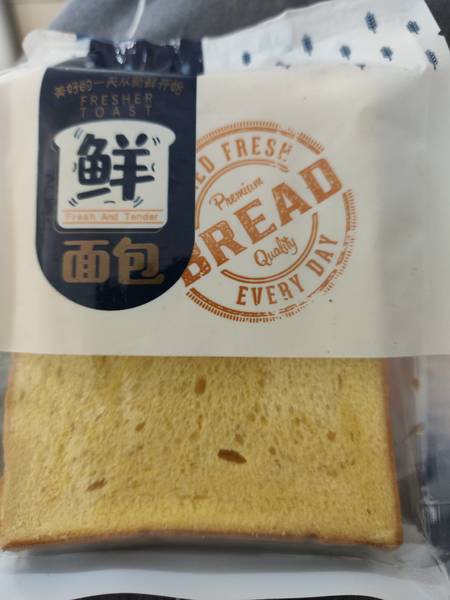 美好的一天从新鲜开始
FRESHER
TOAST
鲜
Fresh And Tender
面包
ED FRESH
Premium
BREAD
Quality
EVERY DAY